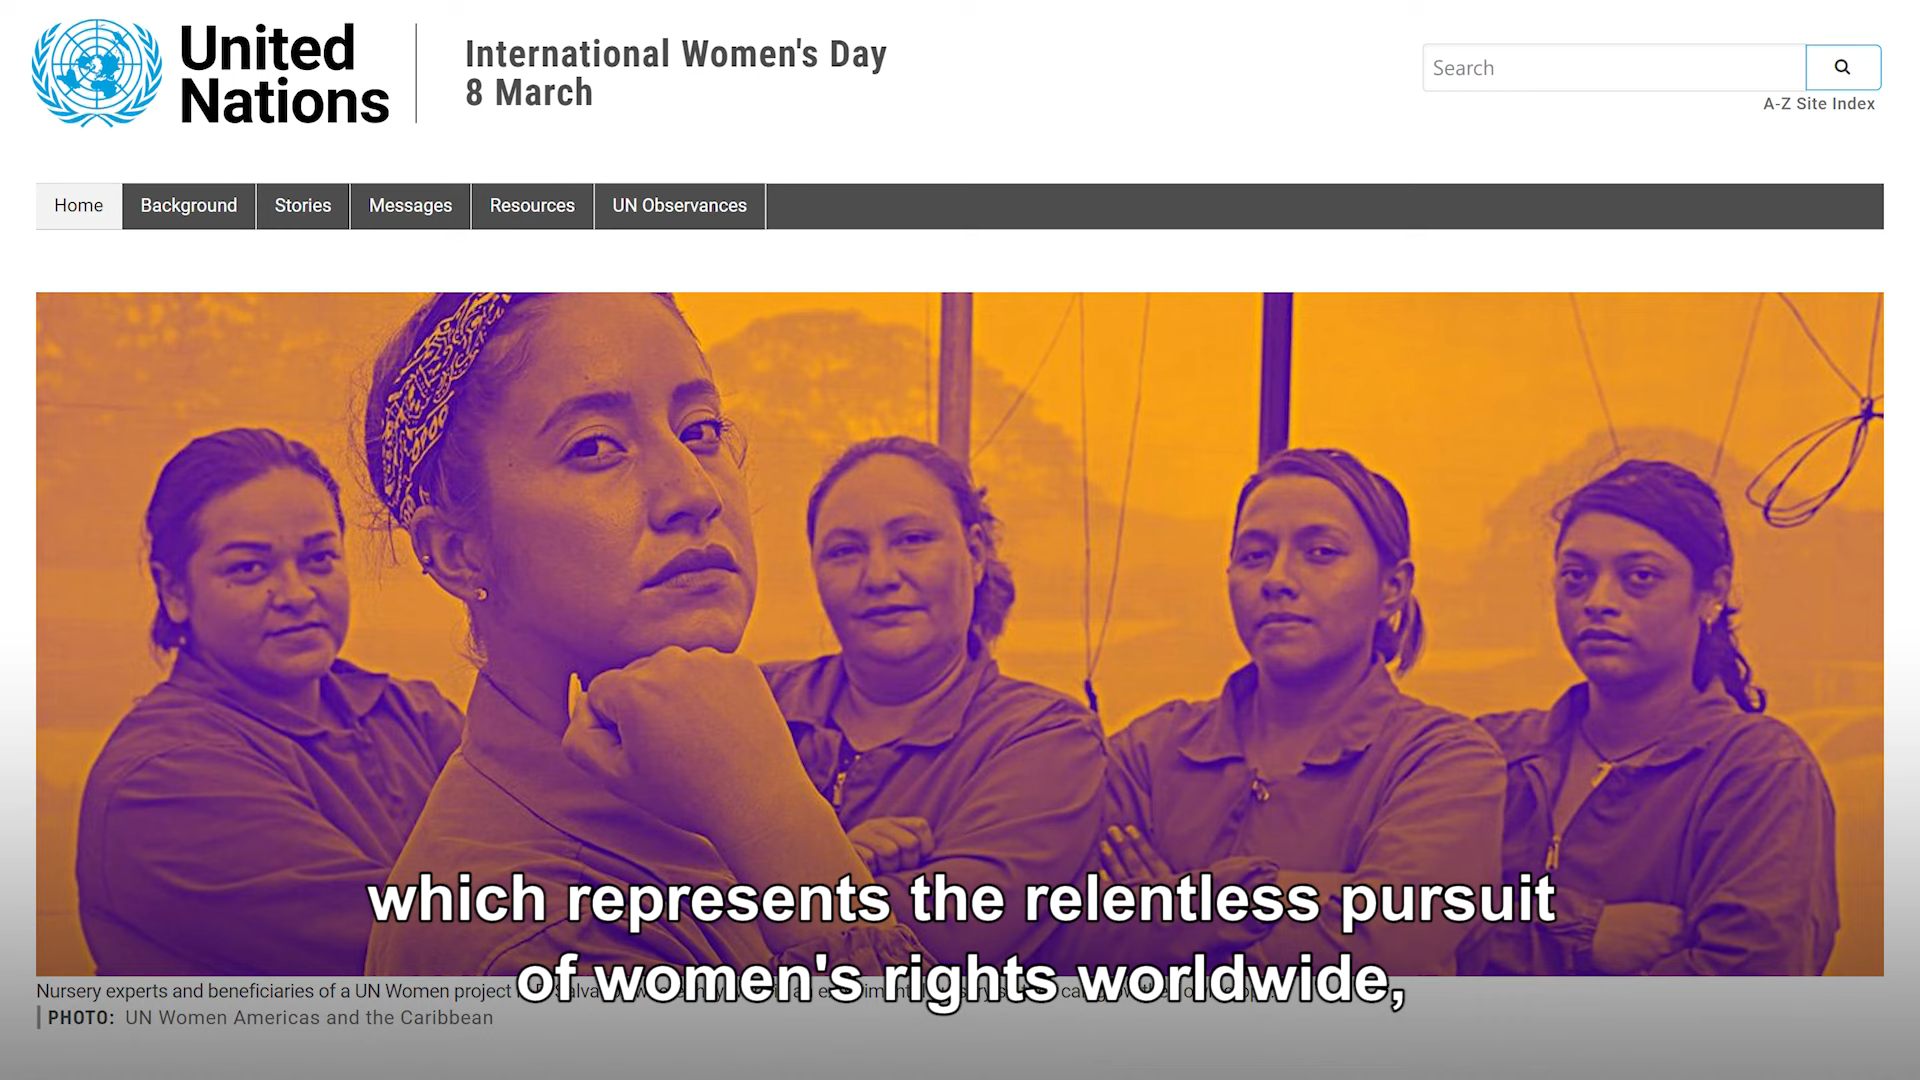 United
Nations
International Women's Day
8 March
Search
A-Z Site Index
Home Background Stories Messages Resources UN Observances
which represents the relentless pursuit
of women's rights worldwide,
Nursery experts and beneficiaries of a UN Women project
PHOTO: UN Women Americas and the Caribbean